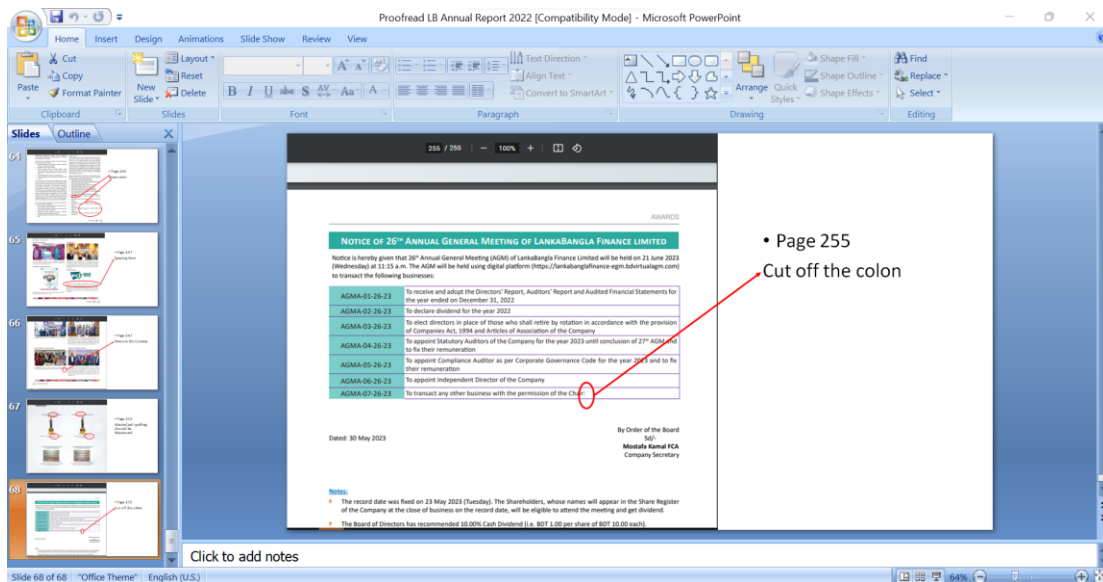 Proofread LB Annual Report 2022 [Compatibility Mode] - Microsoft PowerPoint
Home Insert Design Animations Slide Show Review View
Cut
Copy
Format Painter
Paste
Clipboard
New Slide
Layout
Reset
Delete
Slides
B I U abc S AV Aa A
Font
Text Direction
Align Text
Convert to SmartArt
Paragraph
Arrange
Quick Styles
Shape Fill
Shape Outline
Shape Effects
Drawing
Find
Replace
Select
Editing
Slides Outline
64
65
66
67
68
255 / 255 | − 100% +
AWARDS
NOTICE OF 26TH ANNUAL GENERAL MEETING OF LANKABANGLA FINANCE LIMITED
Notice is hereby given that 26th Annual General Meeting (AGM) of LankaBangla Finance Limited will be held on 21 June 2023
(Wednesday) at 11:15 a.m. The AGM will be held using digital platform (https://lankabanglafinance-egm.bdvirtualagm.com)
to transact the following businesses:
AGMA-01-26-23 To receive and adopt the Directors' Report, Auditors' Report and Audited Financial Statements for
the year ended on December 31, 2022
AGMA-02-26-23 To declare dividend for the year 2022
AGMA-03-26-23 To elect directors in place of those who shall retire by rotation in accordance with the provision
of Companies Act, 1994 and Articles of Association of the Company
AGMA-04-26-23 To appoint Statutory Auditors of the Company for the year 2023 until conclusion of 27th AGM and
to fix their remuneration
AGMA-05-26-23 To appoint Compliance Auditor as per Corporate Governance Code for the year 2023 and to fix
their remuneration
AGMA-06-26-23 To appoint Independent Director of the Company
AGMA-07-26-23 To transact any other business with the permission of the Chair:
Dated: 30 May 2023
By Order of the Board
Sd/-
Mostafa Kamal FCA
Company Secretary
Notes:
The record date was fixed on 23 May 2023 (Tuesday). The Shareholders, whose names will appear in the Share Register
of the Company at the close of business on the record date, will be eligible to attend the meeting and get dividend.
The Board of Directors has recommended 10.00% Cash Dividend (i.e. BDT 1.00 per share of BDT 10.00 each).
• Page 255
Cut off the colon
Click to add notes
Slide 68 of 68 "Office Theme" English (U.S.) 64%